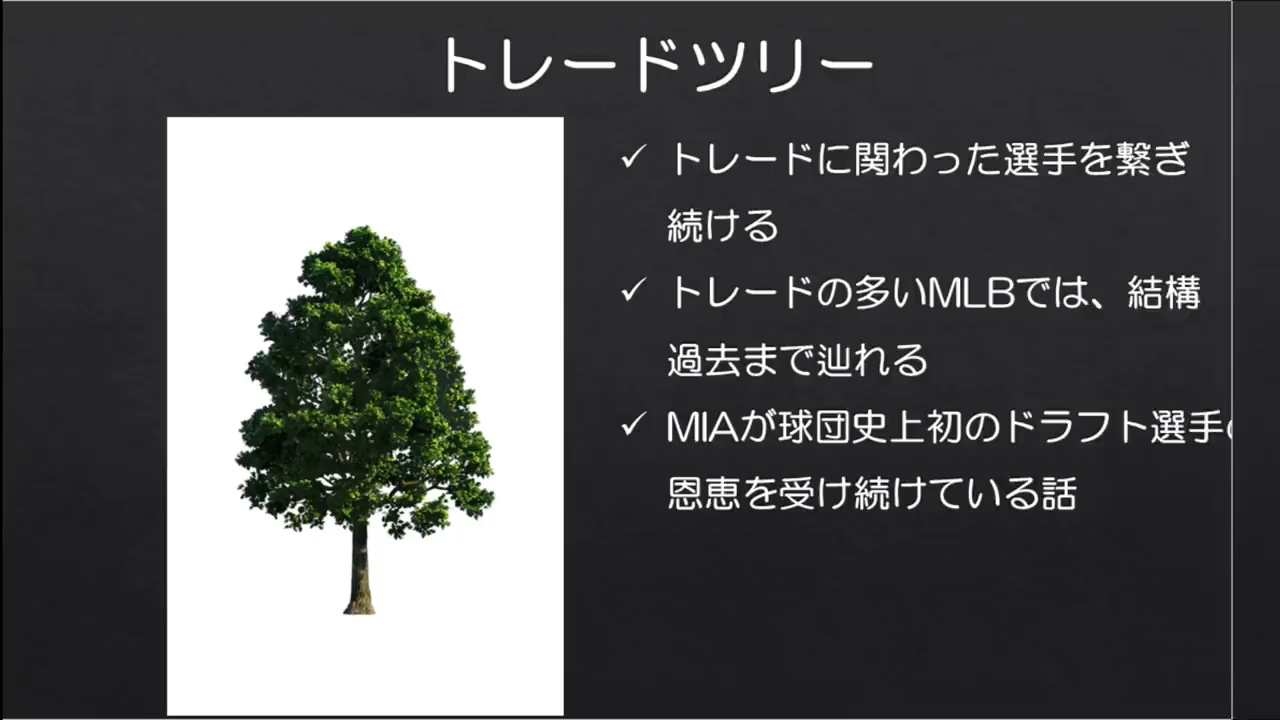 トレードツリー
✓ トレードに関わった選手を繋ぎ
続ける
✓ トレードの多いMLBでは、結構
過去まで辿れる
✓ MIAが球団史上初のドラフト選手の
恩恵を受け続けている話